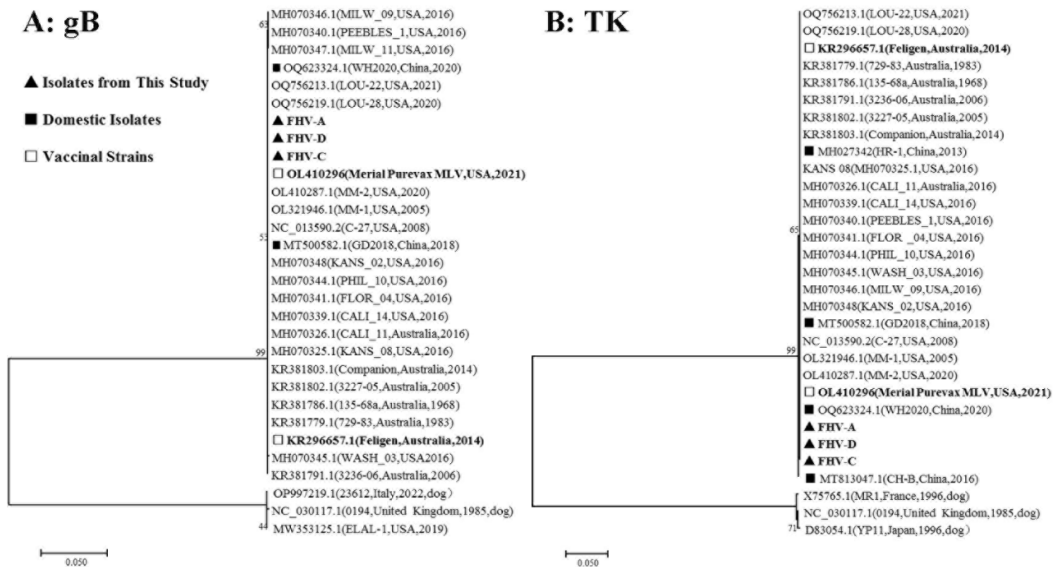 A: gB
▲ Isolates from This Study
■ Domestic Isolates
□ Vaccinal Strains
63
MH070346.1(MILW_09,USA,2016)
MH070340.1(PEEBLES_1,USA,2016)
MH070347.1(MILW_11,USA,2016)
■ OQ623324.1(WH2020,China,2020)
OQ756213.1(LOU-22,USA,2021)
OQ756219.1(LOU-28,USA,2020)
▲ FHV-A
▲ FHV-D
▲ FHV-C
□ OL410296(Merial Purevax MLV,USA,2021)
OL410287.1(MM-2,USA,2020)
OL321946.1(MM-1,USA,2005)
NC_013590.2(C-27,USA,2008)
53
■ MT500582.1(GD2018,China,2018)
MH070348(KANS_02,USA,2016)
MH070344.1(PHIL_10,USA,2016)
MH070341.1(FLOR_04,USA,2016)
MH070339.1(CALI_14,USA,2016)
MH070326.1(CALI_11,Australia,2016)
MH070325.1(KANS_08,USA,2016)
99
KR381803.1(Companion,Australia,2014)
KR381802.1(3227-05,Australia,2005)
KR381786.1(135-68a,Australia,1968)
KR381779.1(729-83,Australia,1983)
□ KR296657.1(Feligen,Australia,2014)
MH070345.1(WASH_03,USA2016)
KR381791.1(3236-06,Australia,2006)
OP997219.1(23612,Italy,2022,dog)
NC_030117.1(0194,United Kingdom,1985,dog)
44
MW353125.1(ELAL-1,USA,2019)
0.050
B: TK
OQ756213.1(LOU-22,USA,2021)
OQ756219.1(LOU-28,USA,2020)
□ KR296657.1(Feligen,Australia,2014)
KR381779.1(729-83,Australia,1983)
KR381786.1(135-68a,Australia,1968)
KR381791.1(3236-06,Australia,2006)
KR381802.1(3227-05,Australia,2005)
KR381803.1(Companion,Australia,2014)
■ MH027342(HR-1,China,2013)
KANS 08(MH070325.1,USA,2016)
MH070326.1(CALI_11,Australia,2016)
MH070339.1(CALI_14,USA,2016)
MH070340.1(PEEBLES_1,USA,2016)
65
MH070341.1(FLOR _04,USA,2016)
MH070344.1(PHIL_10,USA,2016)
MH070345.1(WASH_03,USA,2016)
MH070346.1(MILW_09,USA,2016)
MH070348(KANS_02,USA,2016)
■ MT500582.1(GD2018,China,2018)
NC_013590.2(C-27,USA,2008)
99
OL321946.1(MM-1,USA,2005)
OL410287.1(MM-2,USA,2020)
□ OL410296(Merial Purevax MLV,USA,2021)
■ OQ623324.1(WH2020,China,2020)
▲ FHV-A
▲ FHV-D
▲ FHV-C
■ MT813047.1(CH-B,China,2016)
X75765.1(MR1,France,1996,dog)
NC_030117.1(0194,United Kingdom,1985,dog)
71
D83054.1(YP11,Japan,1996,dog)
0.050